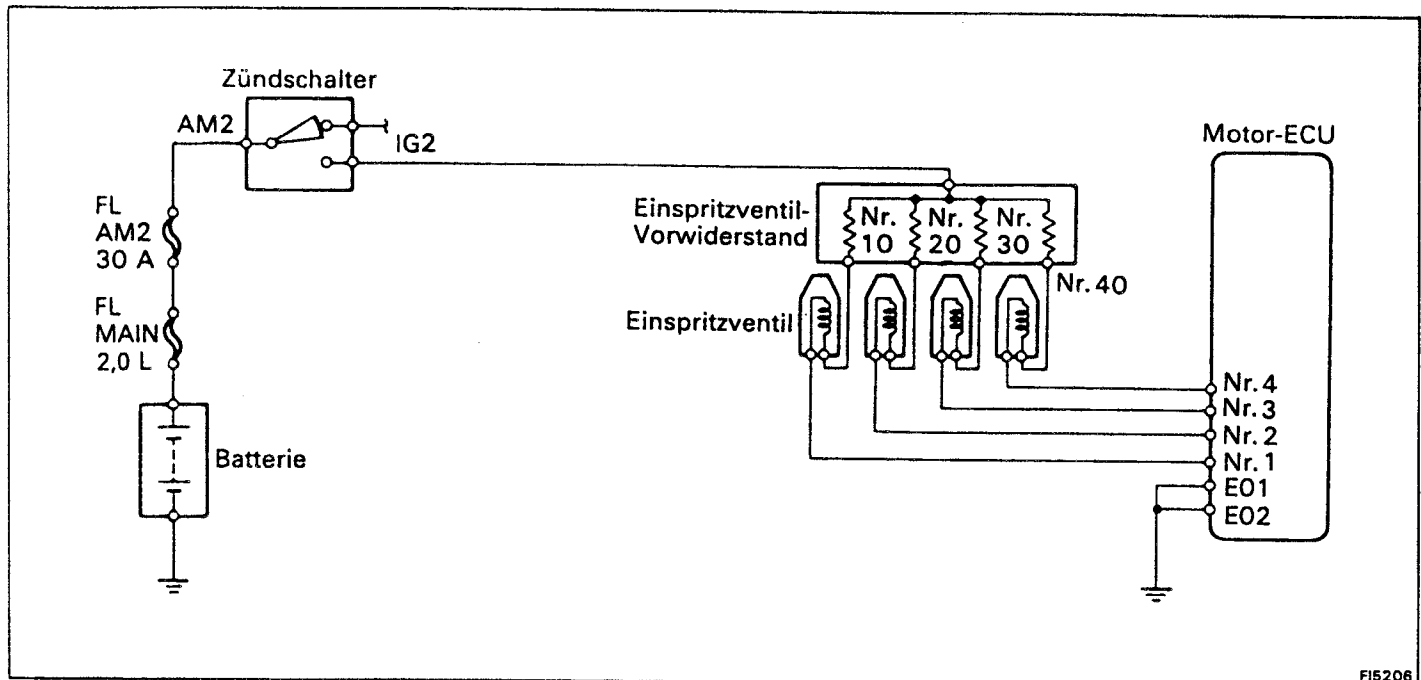 Zündschalter
AM2
IG2
FL
AM2
30 A
FL
MAIN
2,0 L
Batterie
Einspritzventil-
Vorwiderstand
Nr.
10
Nr.
20
Nr.
30
Nr.40
Einspritzventil
Motor-ECU
Nr.4
Nr.3
Nr.2
Nr.1
E01
E02
FI5206